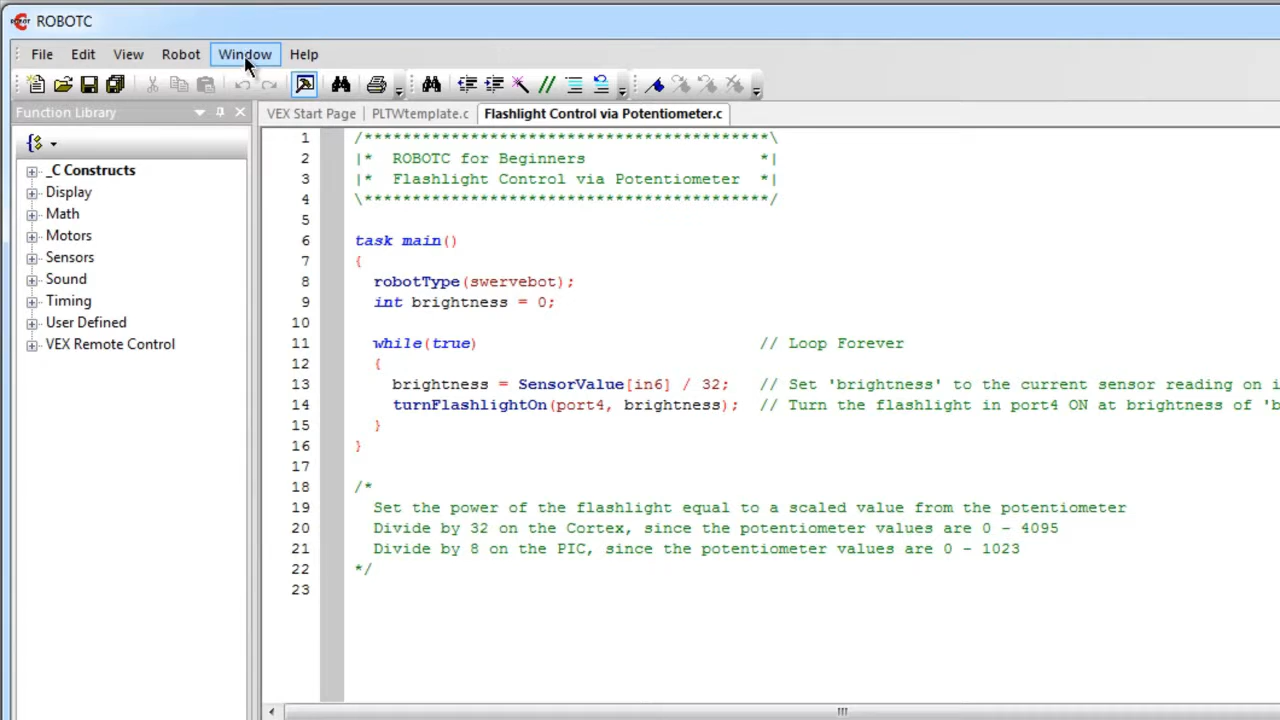 ROBOTC
File Edit View Robot Window Help
Function Library
VEX Start Page PLTWtemplate.c Flashlight Control via Potentiometer.c
_C Constructs
Display
Math
Motors
Sensors
Sound
Timing
User Defined
VEX Remote Control
1 /******************************************\
2 |* ROBOTC for Beginners *|
3 |* Flashlight Control via Potentiometer *|
4 \******************************************/
5
6 task main()
7 {
8 robotType(swervebot);
9 int brightness = 0;
10
11 while(true) // Loop Forever
12 {
13 brightness = SensorValue[in6] / 32; // Set 'brightness' to the current sensor reading on i
14 turnFlashlightOn(port4, brightness); // Turn the flashlight in port4 ON at brightness of 'b
15 }
16 }
17
18 /*
19 Set the power of the flashlight equal to a scaled value from the potentiometer
20 Divide by 32 on the Cortex, since the potentiometer values are 0 - 4095
21 Divide by 8 on the PIC, since the potentiometer values are 0 - 1023
22 */
23